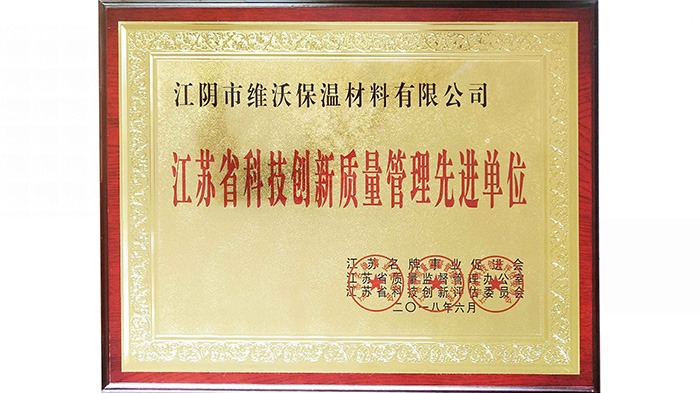 江阴市维沃保温材料有限公司
江苏省科技创新质量管理先进单位
江苏名牌事业促进会
江苏省质量监督管理办公室
江苏省科技创新评估委员会
二〇一八年六月